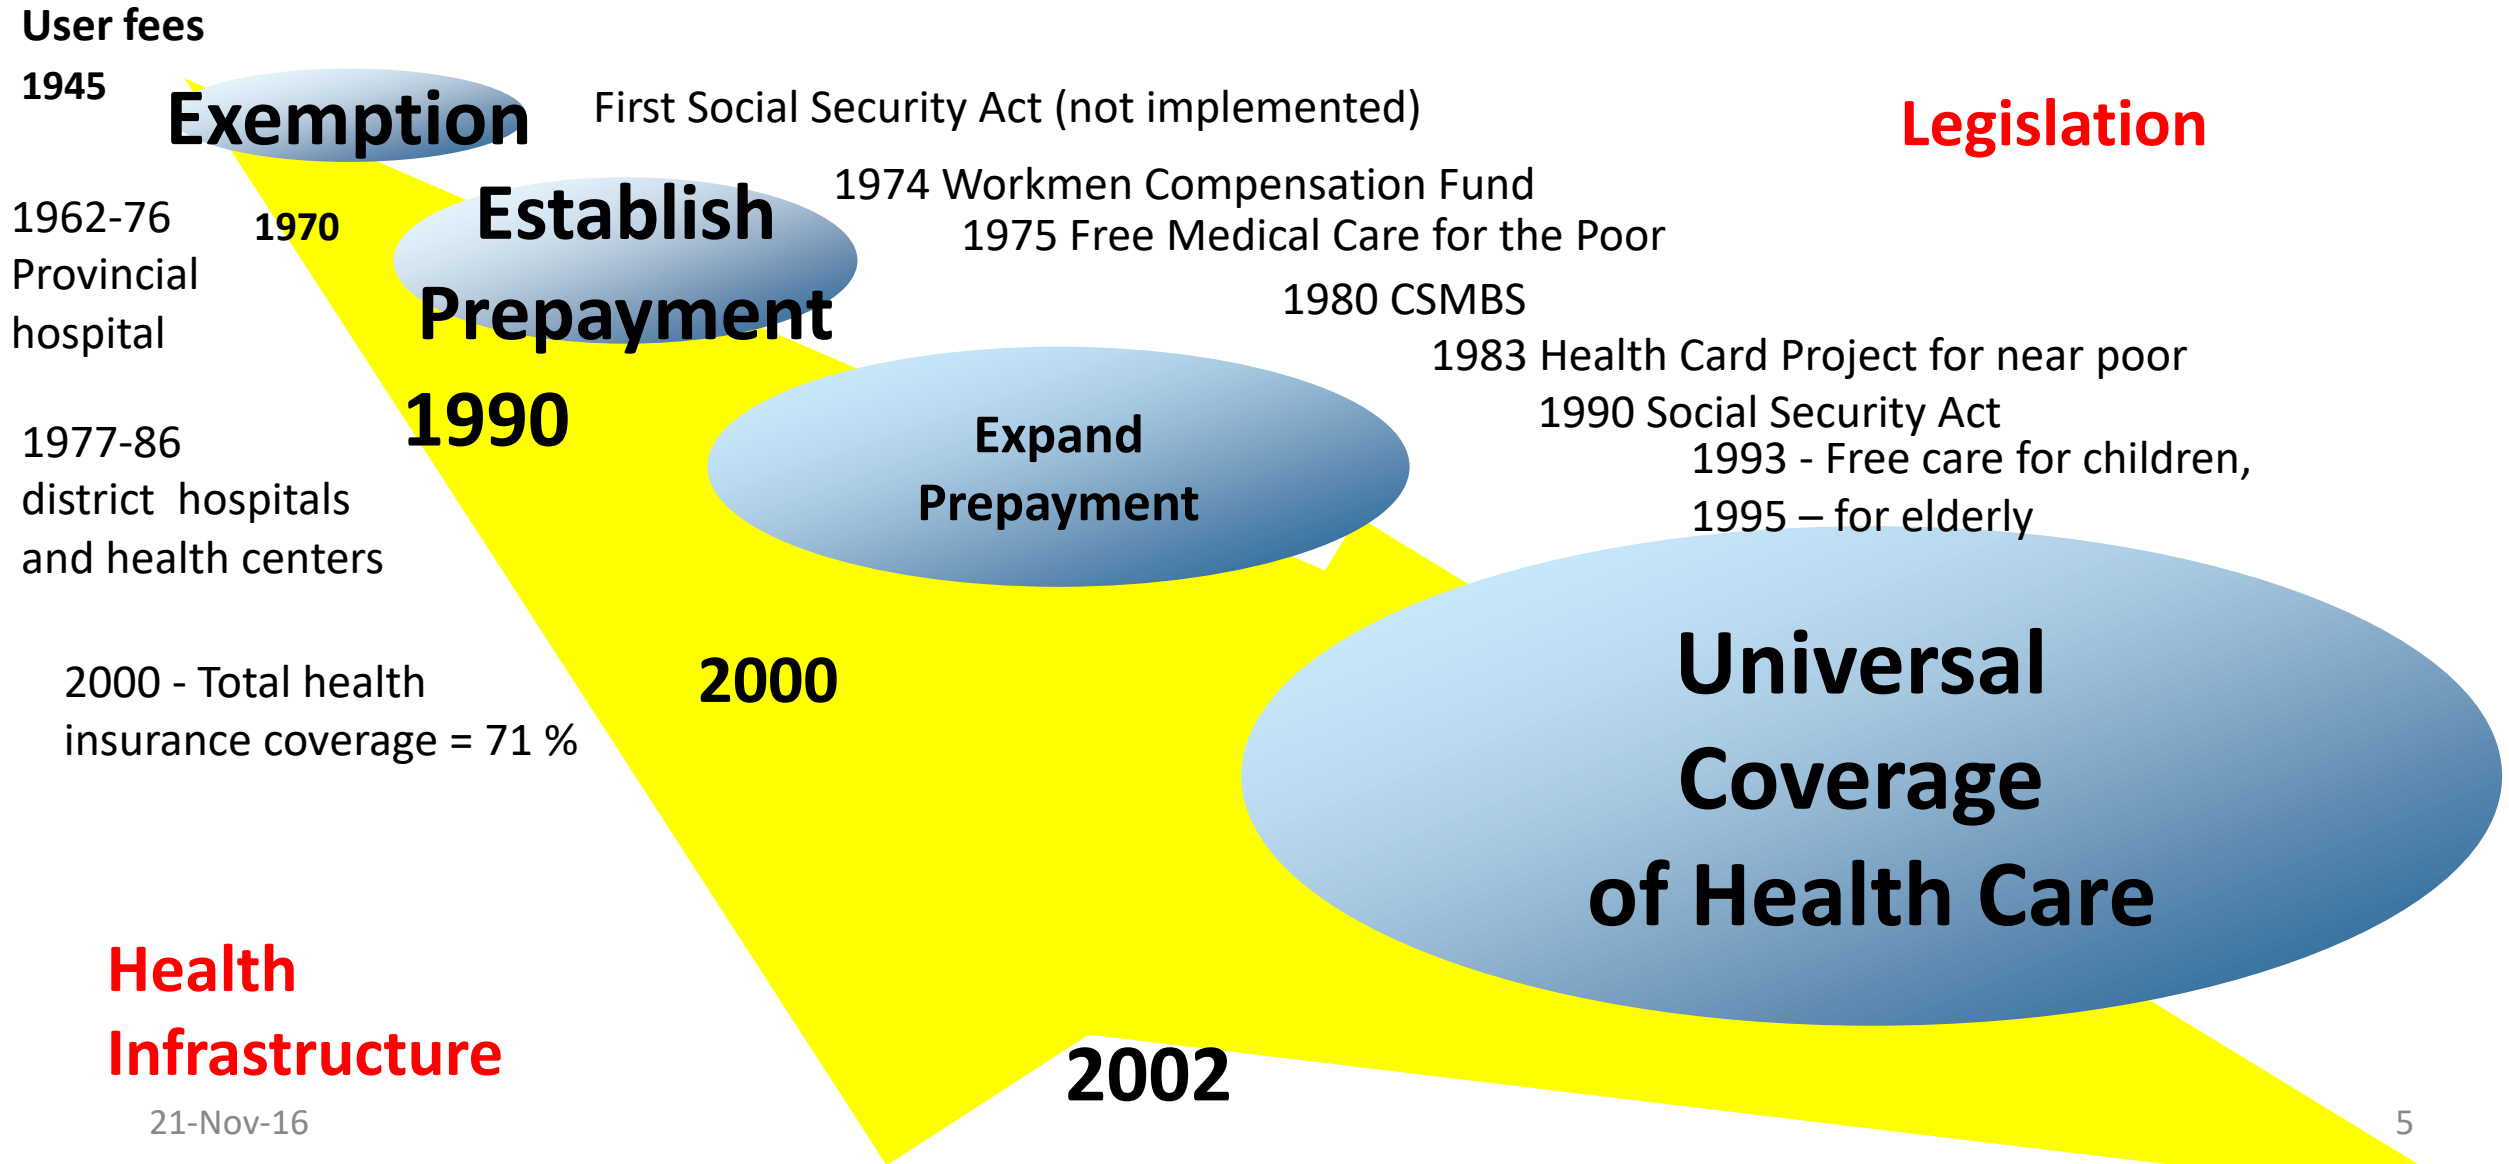 User fees
1945
Exemption
First Social Security Act (not implemented)
Legislation
1974 Workmen Compensation Fund
1975 Free Medical Care for the Poor
1962-76
Provincial
hospital
1970
Establish
Prepayment
1980 CSMBS
1983 Health Card Project for near poor
1990 Social Security Act
1993 - Free care for children,
1995 – for elderly
1990
Expand
Prepayment
1977-86
district  hospitals
and health centers
2000 - Total health
insurance coverage = 71 %
2000
Universal
Coverage
of Health Care
Health
Infrastructure
2002
21-Nov-16
5